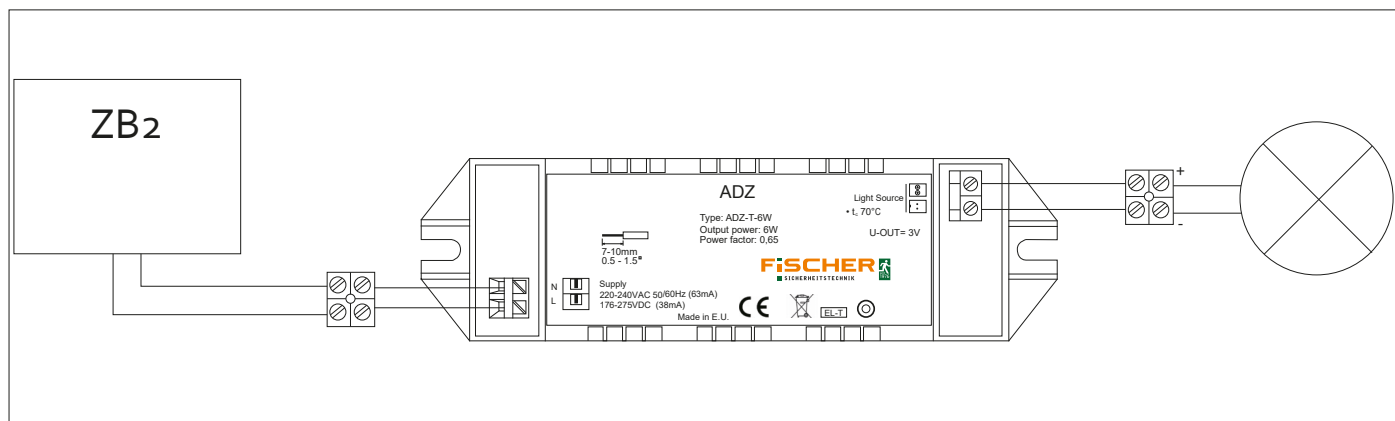 ZB2
ADZ
Type: ADZ-T-6W
Output power: 6W
Power factor: 0,65
Light Source
• tc 70°C
U-OUT= 3V
+
-
7-10mm
0.5 - 1.5
FiSCHER
SICHERHEITSTECHNIK
N
L
Supply
220-240VAC 50/60Hz (63mA)
176-275VDC (38mA)
Made in E.U.
CE
EL-T